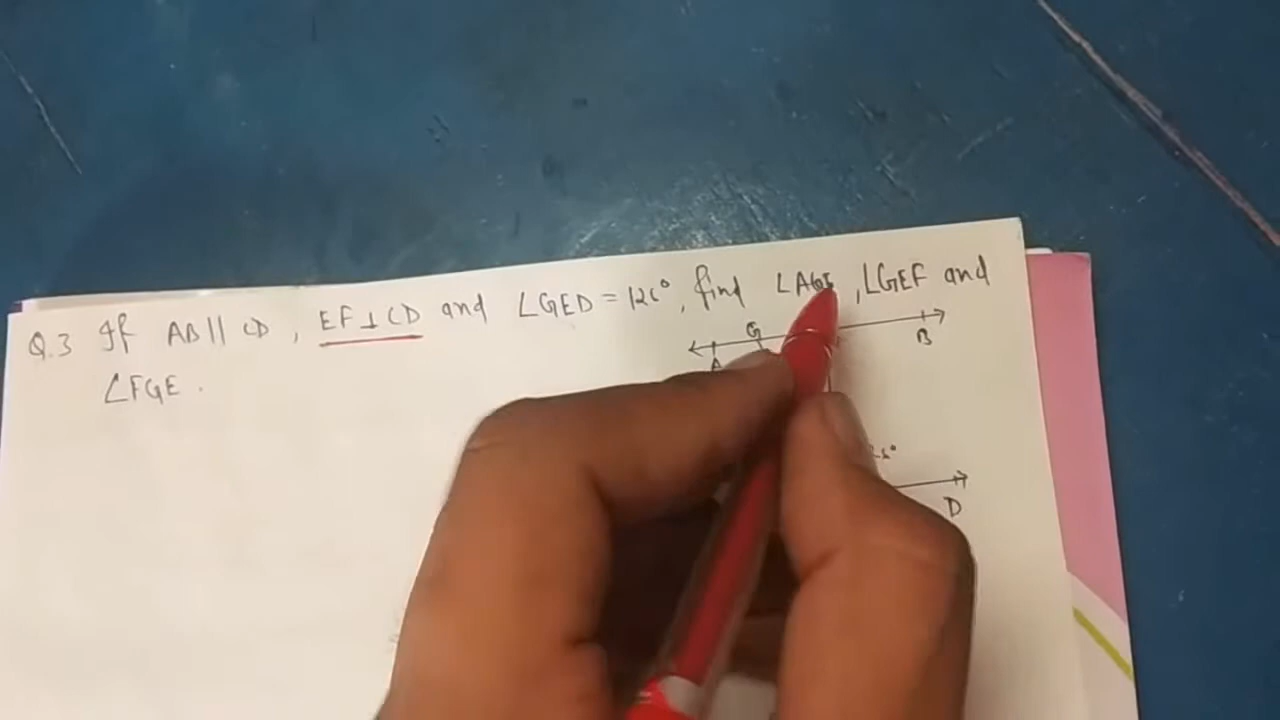 Q.3 If AB || CD, EF ⊥ CD and ∠GED = 126°, find ∠AGE, ∠GEF and
∠FGE.
G
A
B
D